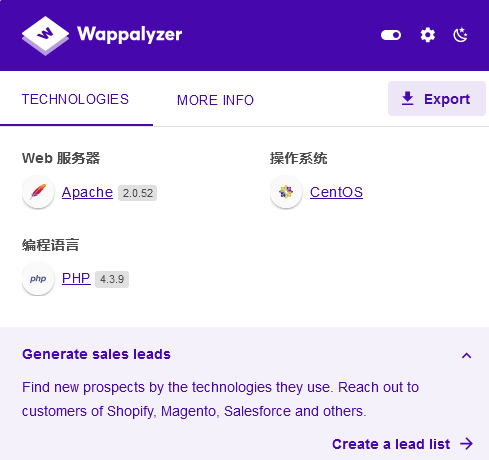 Wappalyzer
TECHNOLOGIES
MORE INFO
Export
Web 服务器
操作系统
Apache 2.0.52
CentOS
编程语言
php
PHP 4.3.9
Generate sales leads
Find new prospects by the technologies they use. Reach out to
customers of Shopify, Magento, Salesforce and others.
Create a lead list